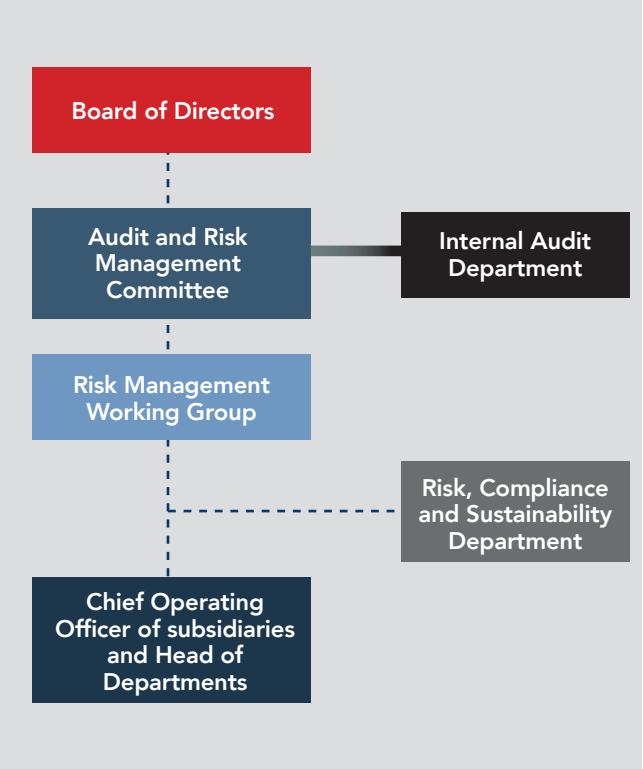 Board of Directors
Audit and Risk
Management
Committee
Internal Audit
Department
Risk Management
Working Group
Risk, Compliance
and Sustainability
Department
Chief Operating
Officer of subsidiaries
and Head of
Departments